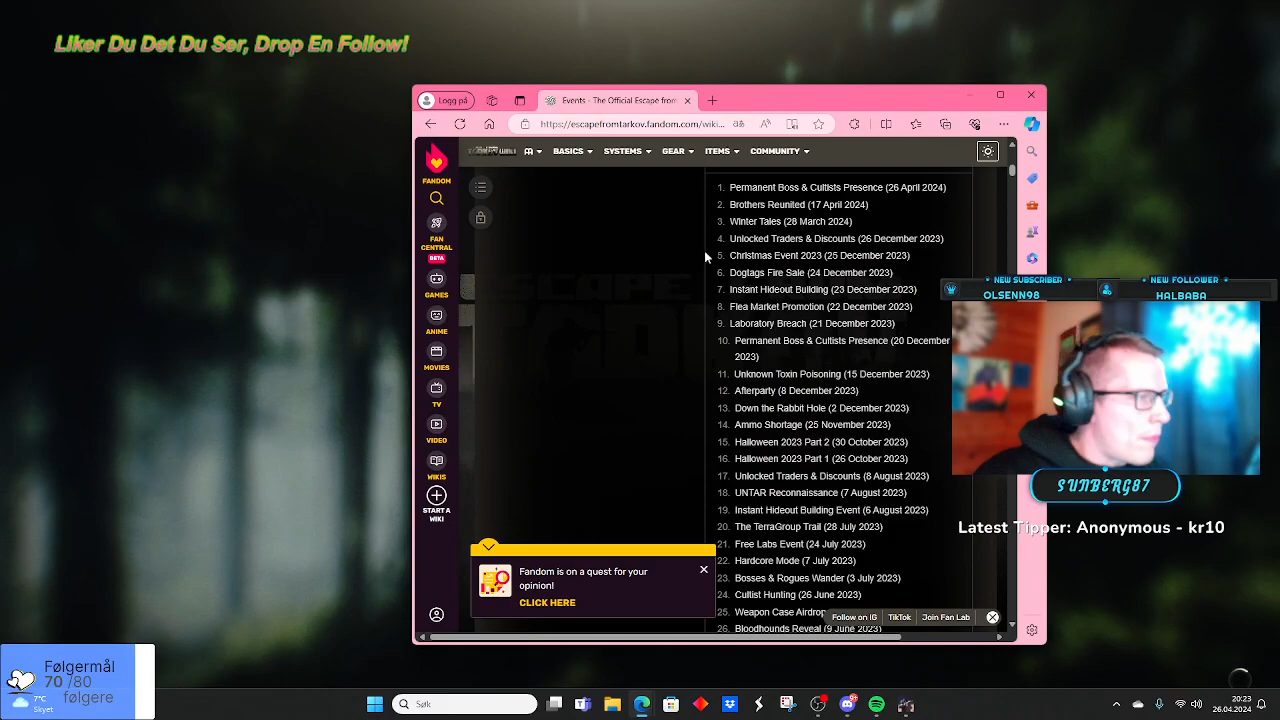 Liker Du Det Du Ser, Drop En Follow!
Logg på
Events - The Official Escape from
https://escapefromtarkov.fandom.com/wiki...
BASICS
SYSTEMS
GEAR
ITEMS
COMMUNITY
FANDOM
FAN
CENTRAL
BETA
GAMES
ANIME
MOVIES
TV
VIDEO
WIKIS
START A
WIKI
1. Permanent Boss & Cultists Presence (26 April 2024)
2. Brothers Reunited (17 April 2024)
3. Winter Tales (28 March 2024)
4. Unlocked Traders & Discounts (26 December 2023)
5. Christmas Event 2023 (25 December 2023)
6. Dogtags Fire Sale (24 December 2023)
7. Instant Hideout Building (23 December 2023)
8. Flea Market Promotion (22 December 2023)
9. Laboratory Breach (21 December 2023)
10. Permanent Boss & Cultists Presence (20 December
2023)
11. Unknown Toxin Poisoning (15 December 2023)
12. Afterparty (8 December 2023)
13. Down the Rabbit Hole (2 December 2023)
14. Ammo Shortage (25 November 2023)
15. Halloween 2023 Part 2 (30 October 2023)
16. Halloween 2023 Part 1 (26 October 2023)
17. Unlocked Traders & Discounts (8 August 2023)
18. UNTAR Reconnaissance (7 August 2023)
19. Instant Hideout Building Event (6 August 2023)
20. The TerraGroup Trail (28 July 2023)
21. Free Labs Event (24 July 2023)
22. Hardcore Mode (7 July 2023)
23. Bosses & Rogues Wander (3 July 2023)
24. Cultist Hunting (26 June 2023)
25. Weapon Case Airdrop
26. Bloodhounds Reveal (9 June 2023)
Fandom is on a quest for your
opinion!
CLICK HERE
Follow on IG
TikTok
Join Fan Lab
NEW SUBSCRIBER
OLSENN98
NEW FOLLOWER
HALBABA
SUNBERG87
Latest Tipper: Anonymous - kr10
Følgermål
70 /80
følgere
7°C
Skyet
Søk
20:23
26.04.2024